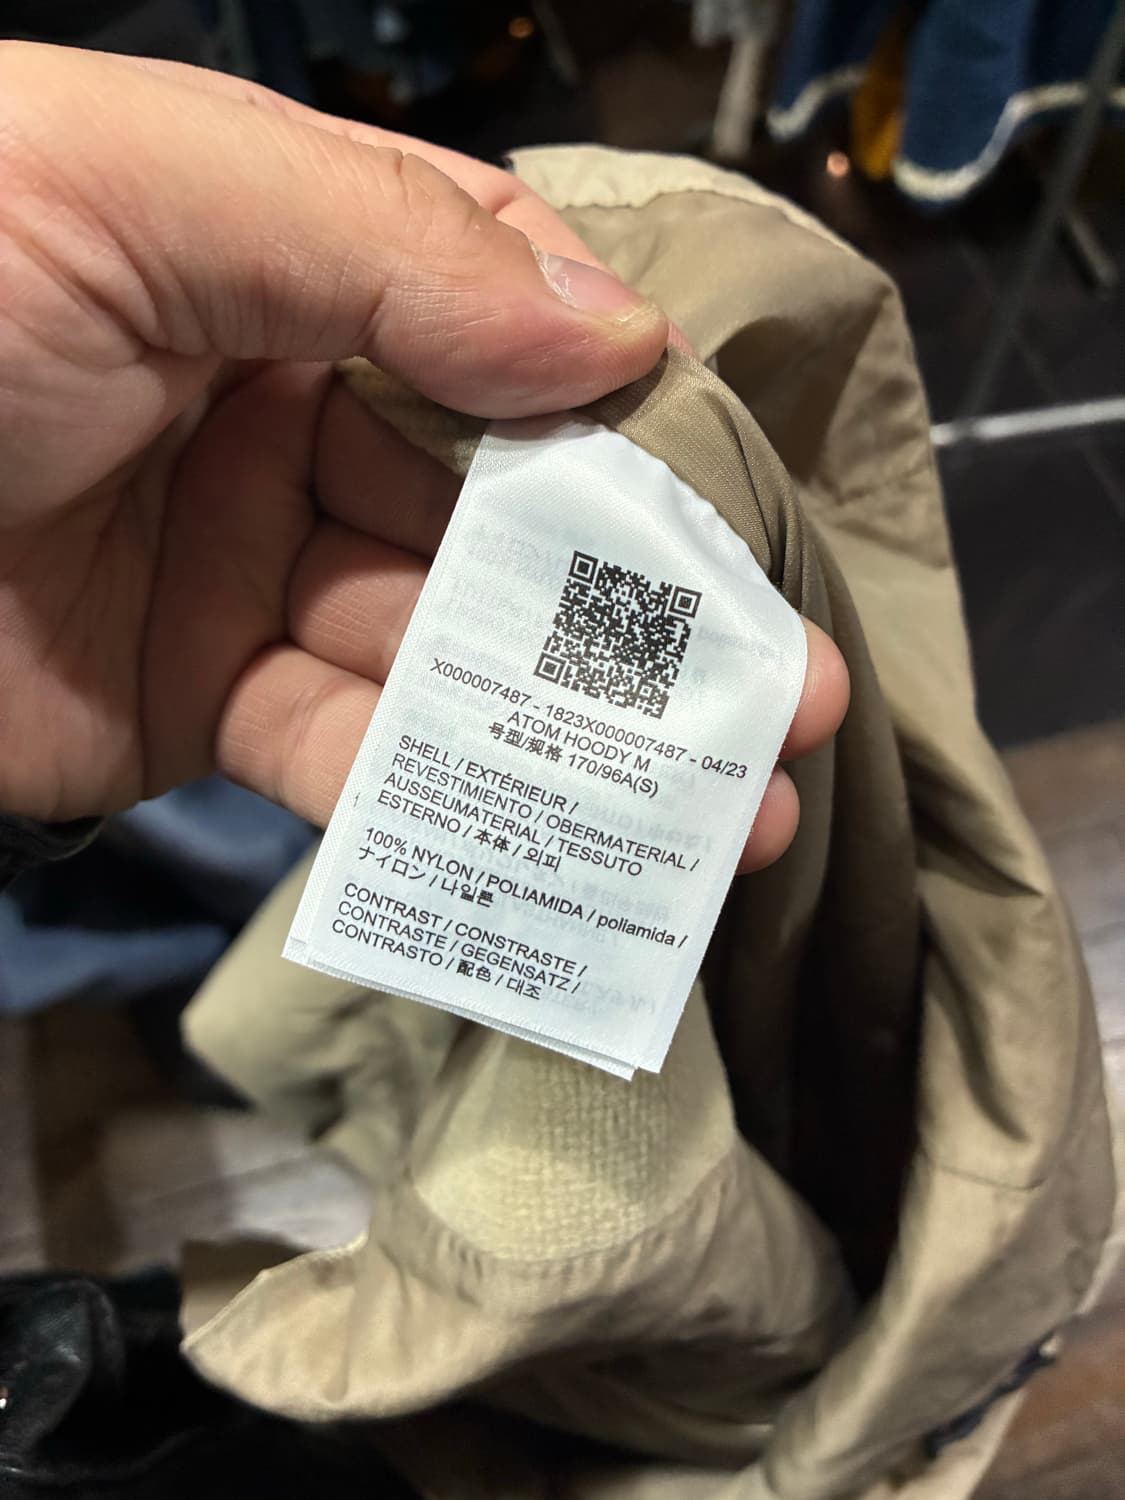 X000007487 - 1823X000007487 - 04/23
ATOM HOODY M
号型/规格 170/96A(S)
SHELL / EXTÉRIEUR /
REVESTIMIENTO / OBERMATERIAL /
AUSSEUMATERIAL / TESSUTO
ESTERNO / 本体 / 외피
100% NYLON / POLIAMIDA / poliamida /
ナイロン / 나일론
CONTRAST / CONSTRASTE /
CONTRASTE / GEGENSATZ /
CONTRASTO / 配色 / 대조